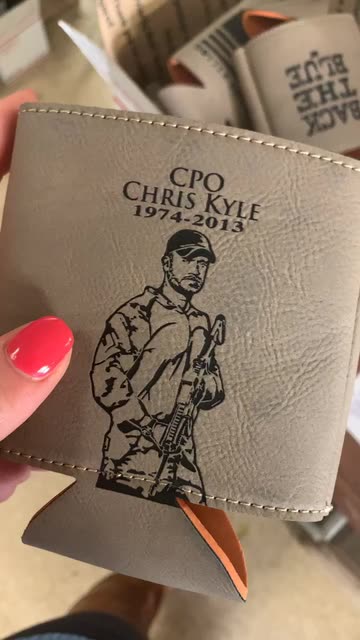 CPO
CHRIS KYLE
1974-2013
BACK
THE
BLUE